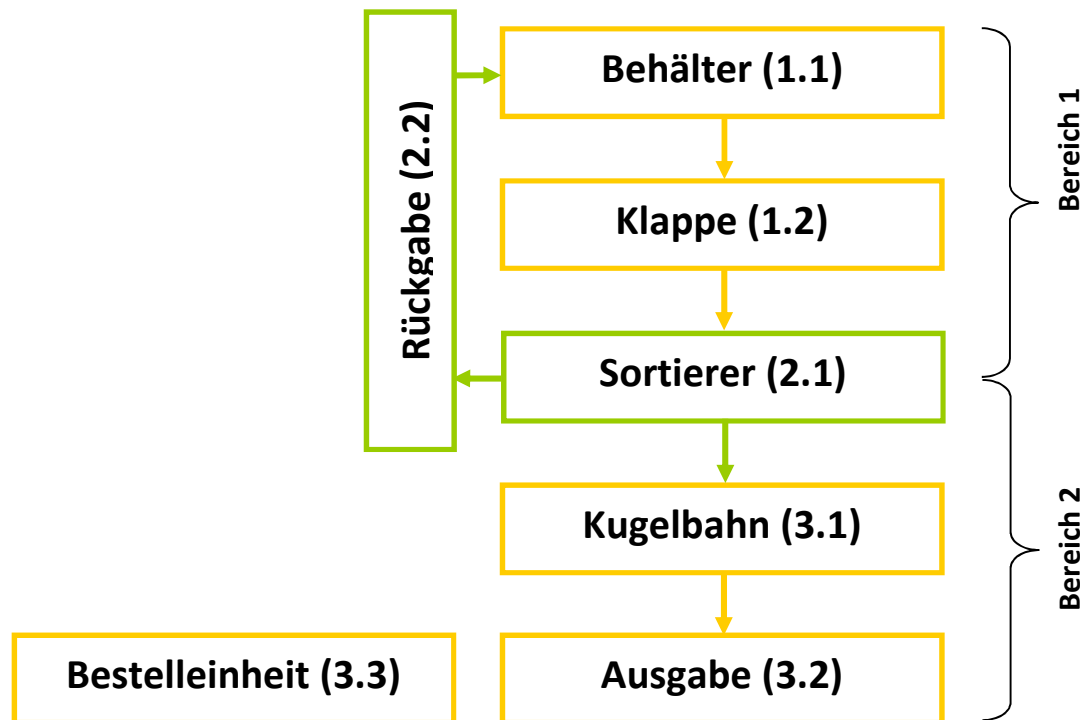 Behälter (1.1)
Rückgabe (2.2)
Klappe (1.2)
Bereich 1
Sortierer (2.1)
Kugelbahn (3.1)
Bereich 2
Bestelleinheit (3.3)
Ausgabe (3.2)